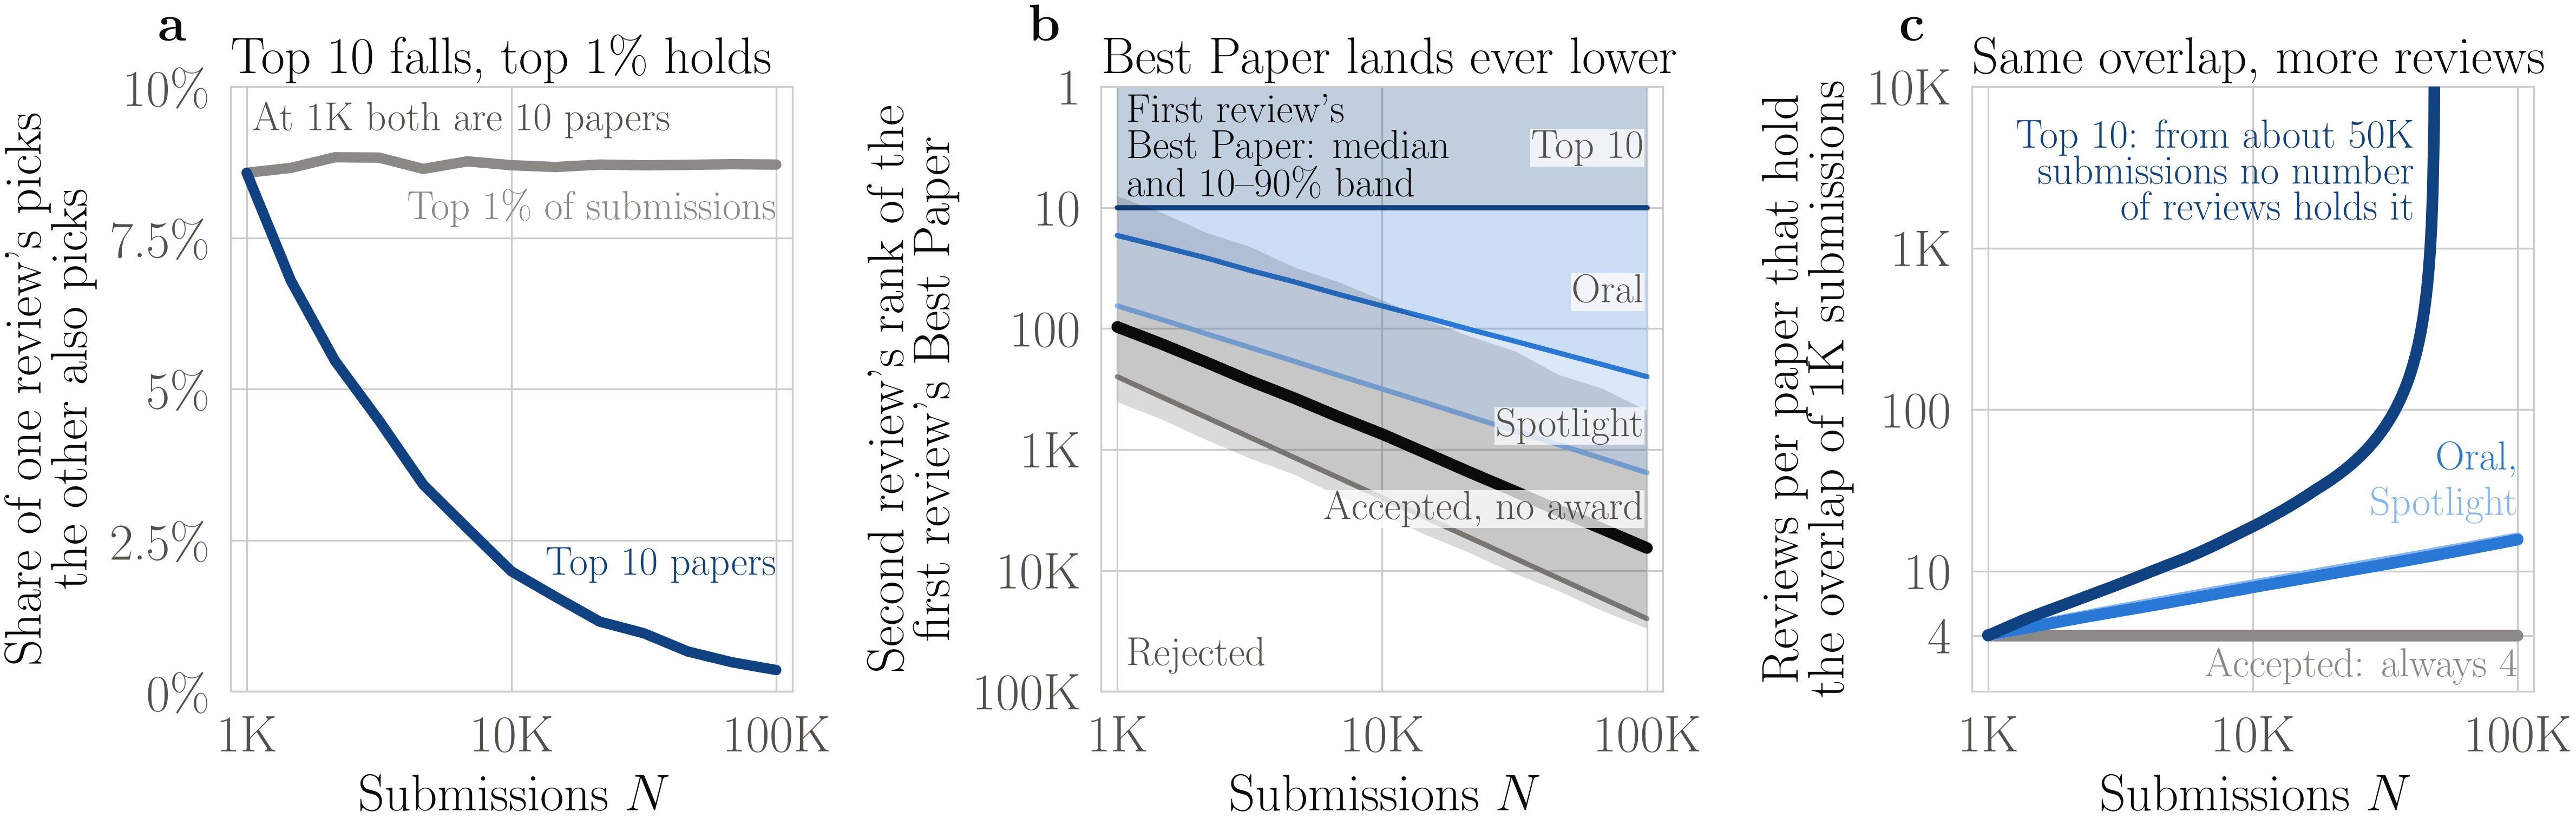 a
Top 10 falls, top 1% holds
Share of one review's picks
the other also picks
10%
7.5%
5%
2.5%
0%
At 1K both are 10 papers
Top 1% of submissions
Top 10 papers
1K
10K
100K
Submissions N
b
Best Paper lands ever lower
Second review's rank of the
first review's Best Paper
1
10
100
1K
10K
100K
First review's
Best Paper: median
and 10–90% band
Top 10
Oral
Spotlight
Accepted, no award
Rejected
1K
10K
100K
Submissions N
c
Same overlap, more reviews
Reviews per paper that hold
the overlap of 1K submissions
10K
1K
100
10
4
Top 10: from about 50K
submissions no number
of reviews holds it
Oral,
Spotlight
Accepted: always 4
1K
10K
100K
Submissions N